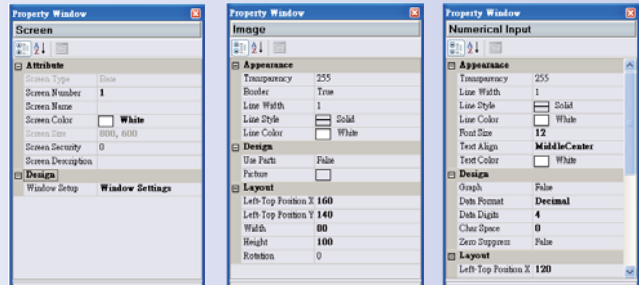 Property Window
Screen
Attribute
Screen Type Base
Screen Number 1
Screen Name
Screen Color White
Screen Size 800, 600
Screen Security 0
Screen Description
Design
Window Setup Window Settings
Property Window
Image
Appearance
Transparency 255
Border True
Line Width 1
Line Style Solid
Line Color White
Design
Use Parts False
Picture
Layout
Left-Top Position X 160
Left-Top Position Y 140
Width 80
Height 100
Rotation 0
Property Window
Numerical Input
Appearance
Transparency 255
Line Width 1
Line Style Solid
Line Color White
Font Size 12
Text Align MiddleCenter
Text Color White
Design
Graph False
Data Format Decimal
Data Digits 4
Char Space 0
Zero Suppress False
Layout
Left-Top Position X 120